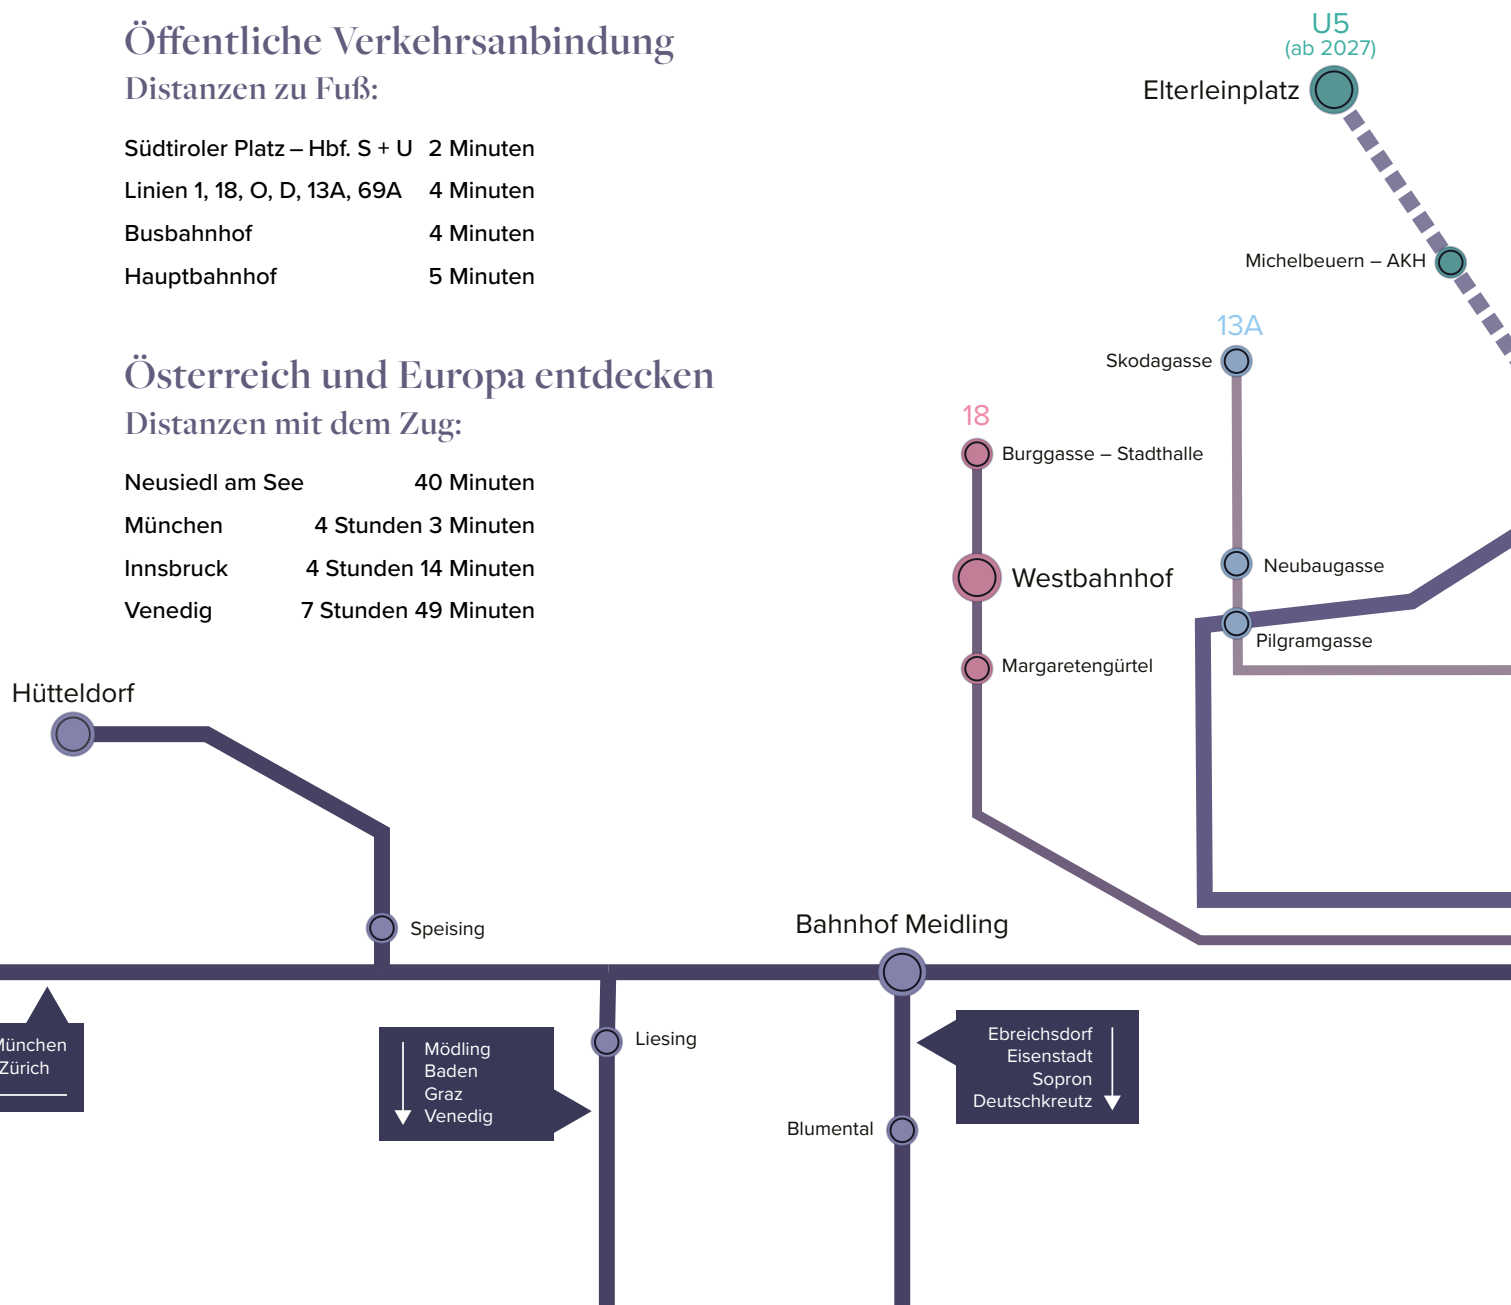 Öffentliche Verkehrsanbindung
Distanzen zu Fuß:
Südtiroler Platz – Hbf. S + U 2 Minuten
Linien 1, 18, O, D, 13A, 69A 4 Minuten
Busbahnhof 4 Minuten
Hauptbahnhof 5 Minuten
Österreich und Europa entdecken
Distanzen mit dem Zug:
Neusiedl am See 40 Minuten
München 4 Stunden 3 Minuten
Innsbruck 4 Stunden 14 Minuten
Venedig 7 Stunden 49 Minuten
U5
(ab 2027)
Elterleinplatz
Michelbeuern – AKH
13A
Skodagasse
18
Burggasse – Stadthalle
Neubaugasse
Westbahnhof
Pilgramgasse
Margaretengürtel
Hütteldorf
Speising
Bahnhof Meidling
München
Zürich
Mödling
Baden
Graz
Venedig
Liesing
Ebreichsdorf
Eisenstadt
Sopron
Deutschkreutz
Blumental